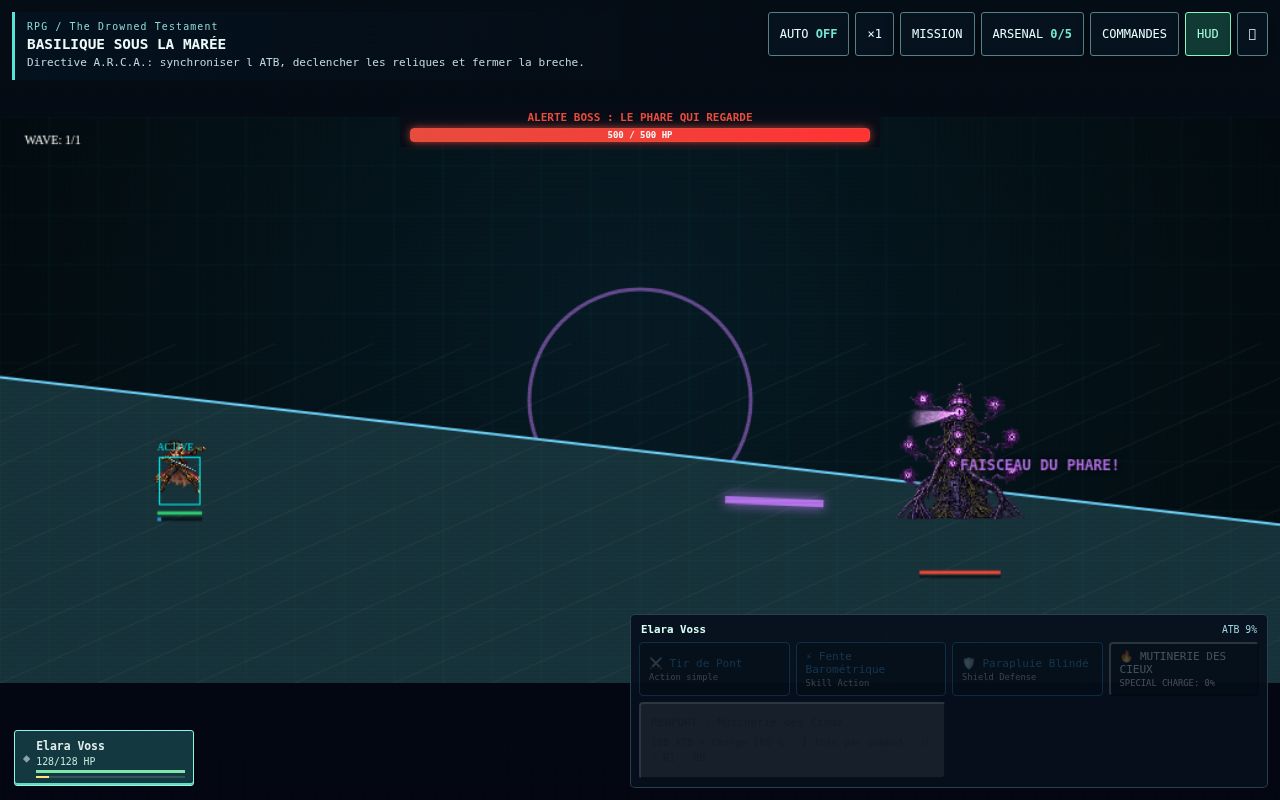 RPG / The Drowned Testament
BASILIQUE SOUS LA MARÉE
Directive A.R.C.A.: synchroniser l ATB, declencher les reliques et fermer la breche.
AUTO OFF
×1
MISSION
ARSENAL 0/5
COMMANDES
HUD
ALERTE BOSS : LE PHARE QUI REGARDE
500 / 500 HP
WAVE: 1/1
ACTIVE
FAISCEAU DU PHARE!
Elara Voss
ATB 9%
⚔️ Tir de Pont
Action simple
⚡ Fente
Barométrique
Skill Action
🛡️ Parapluie Blindé
Shield Defense
🔥 MUTINERIE DES
CIEUX
SPECIAL CHARGE: 0%
Mutinerie des Cieux
Elara Voss
128/128 HP